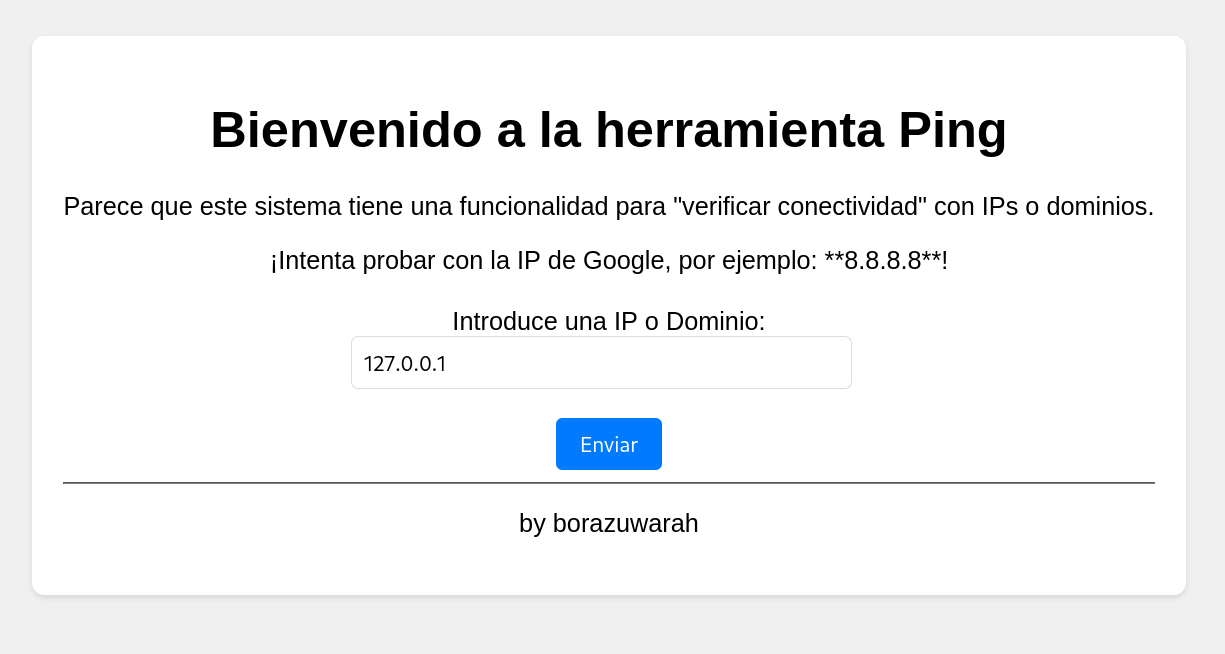 Bienvenido a la herramienta Ping
Parece que este sistema tiene una funcionalidad para "verificar conectividad" con IPs o dominios.
¡Intenta probar con la IP de Google, por ejemplo: **8.8.8.8**!
Introduce una IP o Dominio:
127.0.0.1
Enviar
by borazuwarah